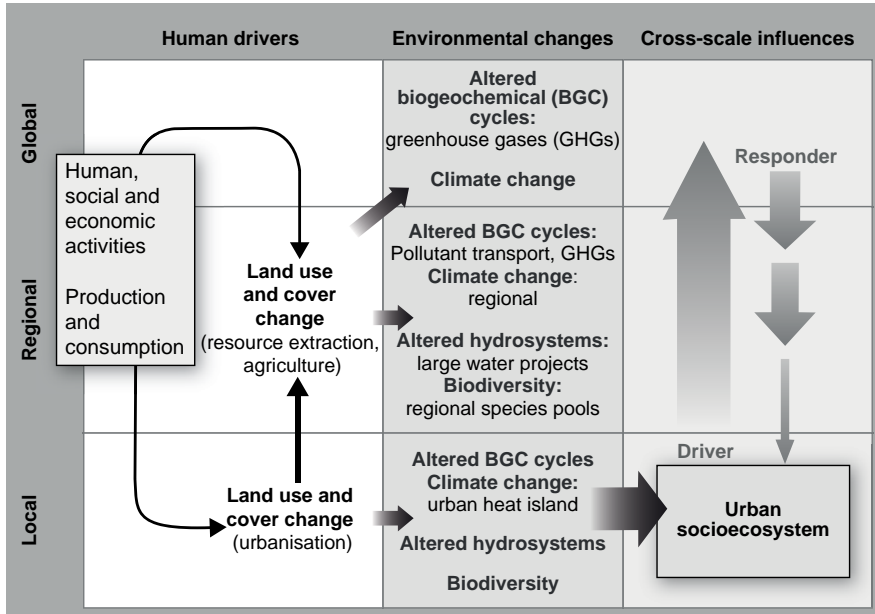 Human drivers
Environmental changes
Cross-scale influences
Global
Regional
Local
Human,
social and
economic
activities
Production
and
consumption
Land use
and cover
change
(resource extraction,
agriculture)
Land use and
cover change
(urbanisation)
Altered
biogeochemical (BGC)
cycles:
greenhouse gases (GHGs)
Climate change
Altered BGC cycles:
Pollutant transport, GHGs
Climate change:
regional
Altered hydrosystems:
large water projects
Biodiversity:
regional species pools
Altered BGC cycles
Climate change:
urban heat island
Altered hydrosystems
Biodiversity
Responder
Driver
Urban
socioecosystem